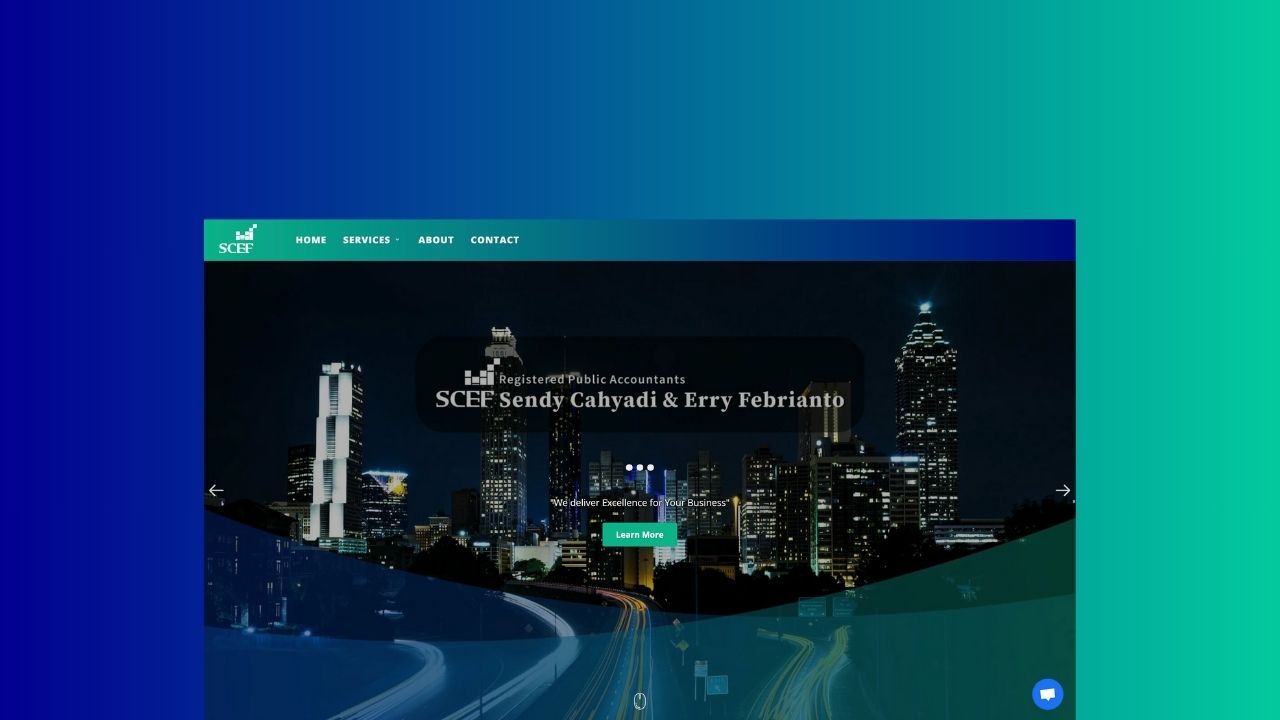 SCEF
HOME SERVICES ABOUT CONTACT
Registered Public Accountants
SCEF Sendy Cahyadi & Erry Febrianto
"We deliver Excellence for Your Business"
Learn More